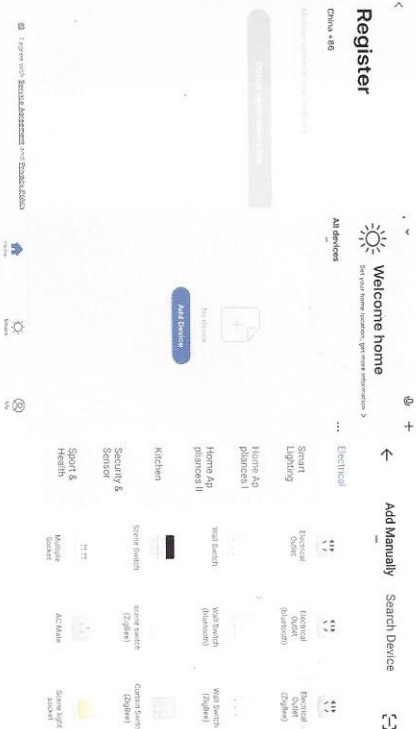 Register
China +86
I agree with Service Agreement and Privacy Policy
Welcome home
Set your home location, get more information >
All devices
No device
Add Device
Home
Smart
Me
Add Manually
Search Device
Electrical
Smart
Lighting
Home Ap
pliances I
Home Ap
pliances II
Kitchen
Security &
Sensor
Sport &
Health
Electrical
Outlet
Electrical
Outlet
(bluetooth)
Electrical
Outlet
(ZigBee)
Wall Switch
Wall Switch
(bluetooth)
Wall Switch
(ZigBee)
Scene Switch
scene switch
(ZigBee)
Curtain Switch
(ZigBee)
Multiple
Socket
AC Mate
Scene light
socket